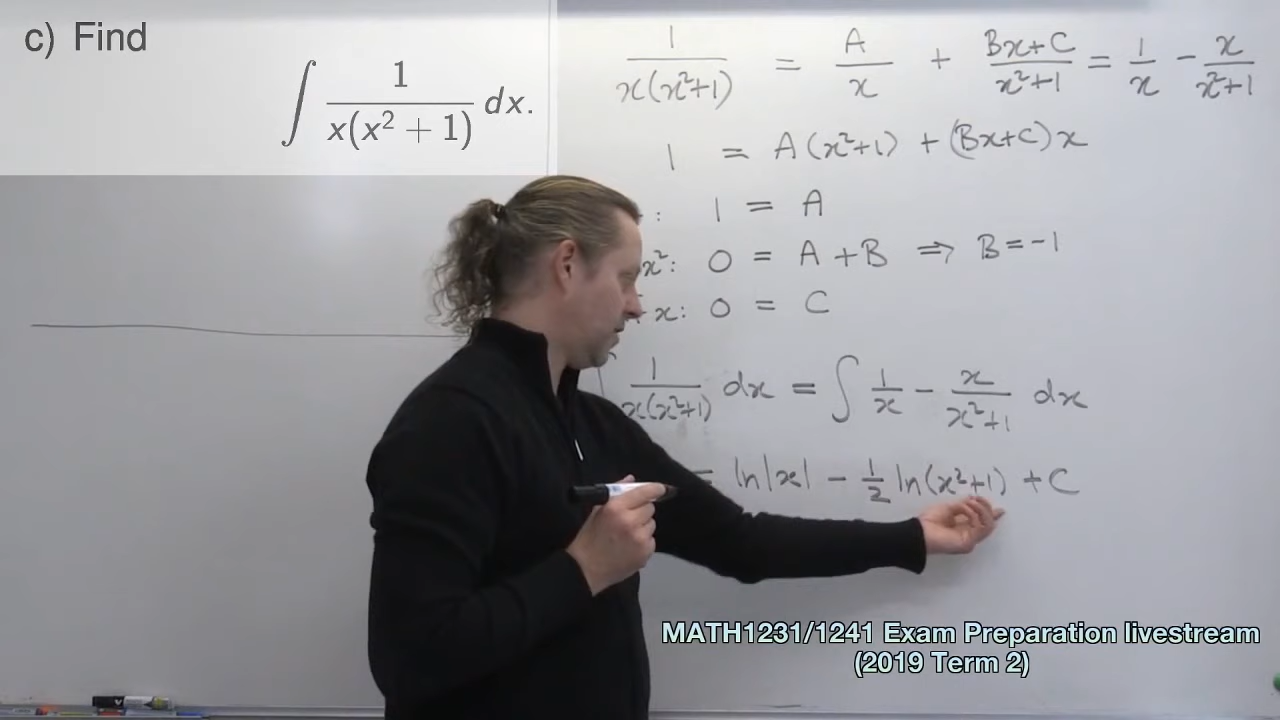 c) Find
∫ 1/(x(x² + 1)) dx.
1/(x(x²+1)) = A/x + (Bx+C)/(x²+1) = 1/x − x/(x²+1)
1 = A(x²+1) + (Bx+C)x
: 1 = A
x²: 0 = A + B ⇒ B = −1
x: 0 = C
1/(x(x²+1)) dx = ∫ 1/x − x/(x²+1) dx
= ln|x| − 1/2 ln(x²+1) + C
MATH1231/1241 Exam Preparation livestream
(2019 Term 2)